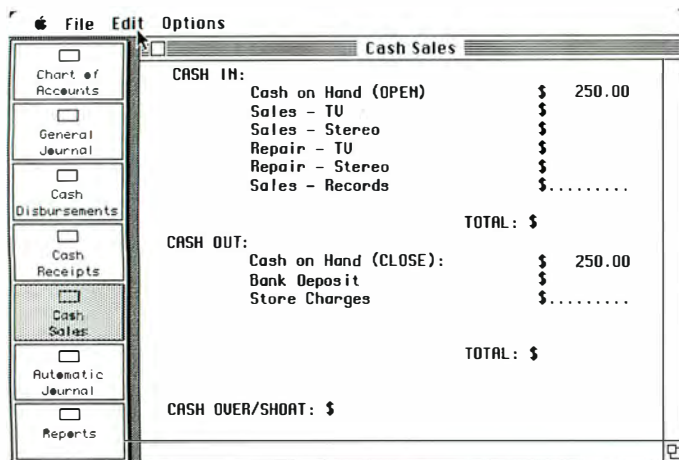 File Edit Options
Cash Sales
Chart of
Accounts
General
Journal
Cash
Disbursements
Cash
Receipts
Cash
Sales
Automatic
Journal
Reports
CASH IN:
Cash on Hand (OPEN) $ 250.00
Sales - TV $
Sales - Stereo $
Repair - TV $
Repair - Stereo $
Sales - Records $.........
TOTAL: $
CASH OUT:
Cash on Hand (CLOSE): $ 250.00
Bank Deposit $
Store Charges $.........
TOTAL: $
CASH OVER/SHOAT: $